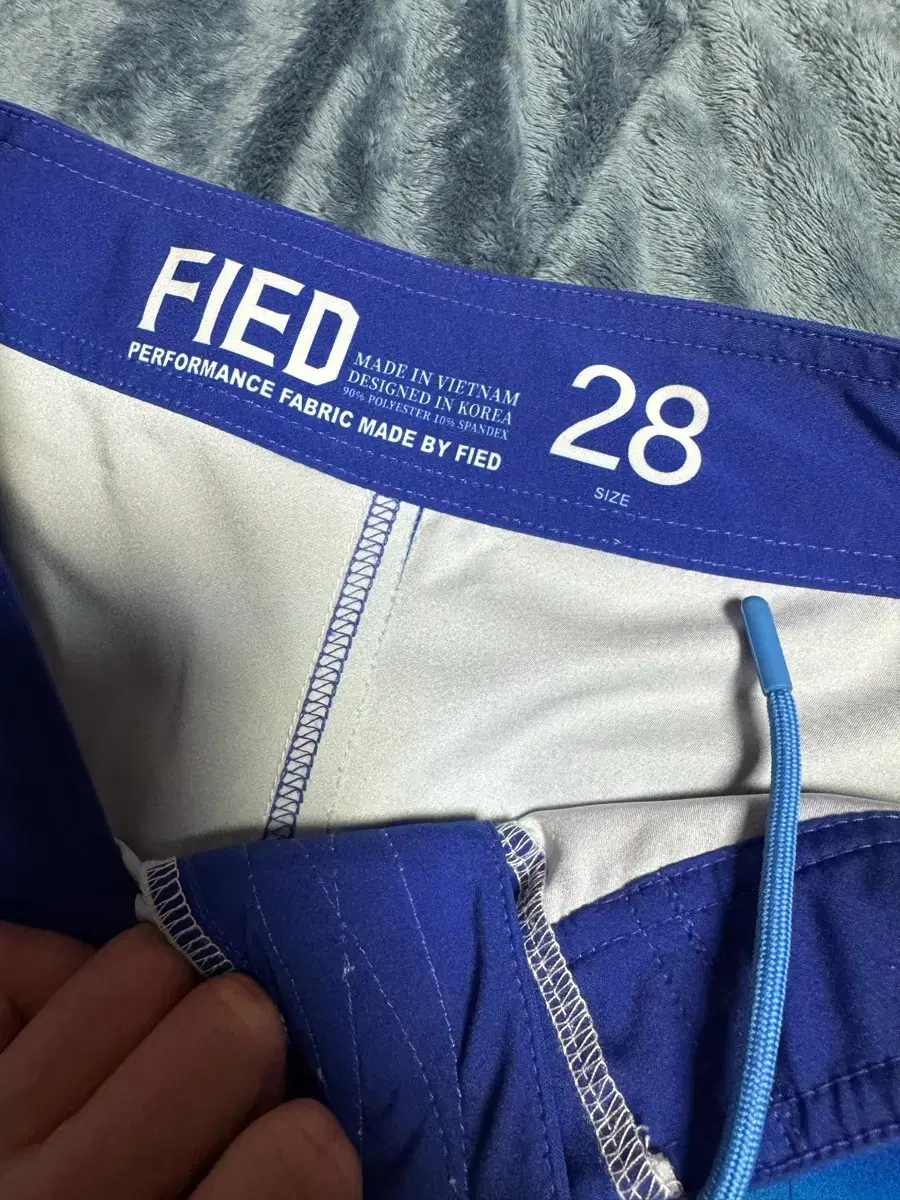 FIED
MADE IN VIETNAM
DESIGNED IN KOREA
90% POLYESTER 10% SPANDEX
PERFORMANCE FABRIC MADE BY FIED
28
SIZE